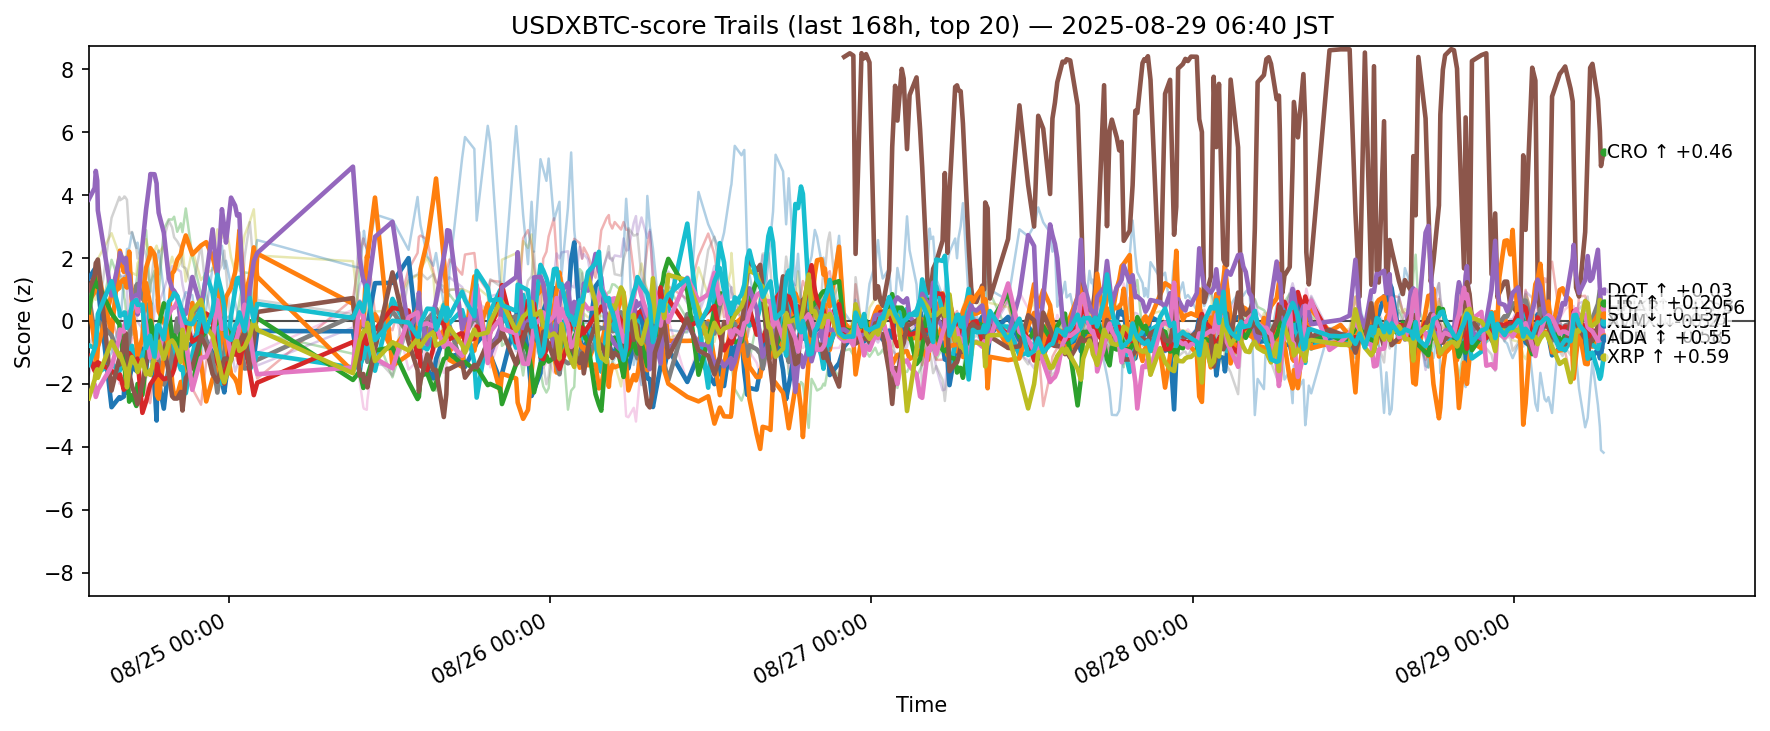 USDXBTC-score Trails (last 168h, top 20) — 2025-08-29 06:40 JST
Score (z)
8
6
4
2
0
−2
−4
−6
−8
CRO ↑ +0.46
DOT ↑ +0.03
LTC ↑ +0.20
ADA ↑ +0.55
XRP ↑ +0.59
08/25 00:00
08/26 00:00
08/27 00:00
08/28 00:00
08/29 00:00
Time